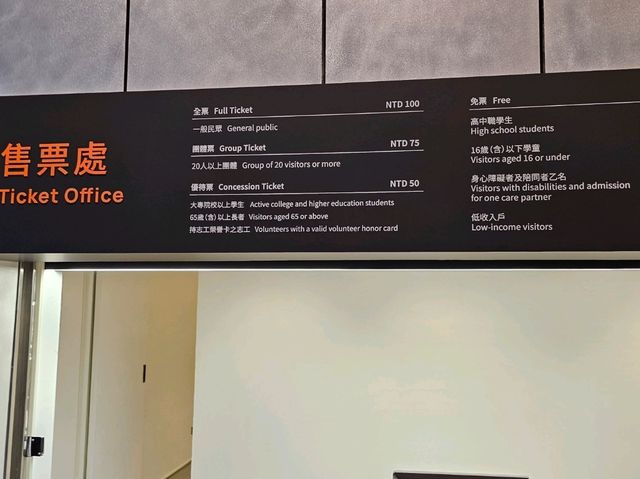 售票處
Ticket Office
全票 Full Ticket NTD 100
一般民眾 General public
團體票 Group Ticket NTD 75
20人以上團體 Group of 20 visitors or more
優待票 Concession Ticket NTD 50
大專院校以上學生 Active college and higher education students
65歲(含)以上長者 Visitors aged 65 or above
持志工榮譽卡之志工 Volunteers with a valid volunteer honor card
免票 Free
高中職學生
High school students
16歲(含)以下學童
Visitors aged 16 or under
身心障礙者及陪同者乙名
Visitors with disabilities and admission
for one care partner
低收入戶
Low-income visitors